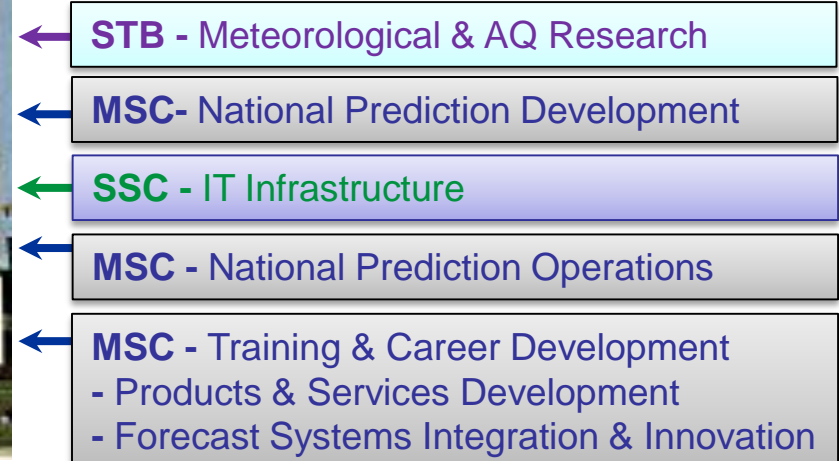 STB - Meteorological & AQ Research
MSC- National Prediction Development
SSC - IT Infrastructure
MSC - National Prediction Operations
MSC - Training & Career Development
- Products & Services Development
- Forecast Systems Integration & Innovation